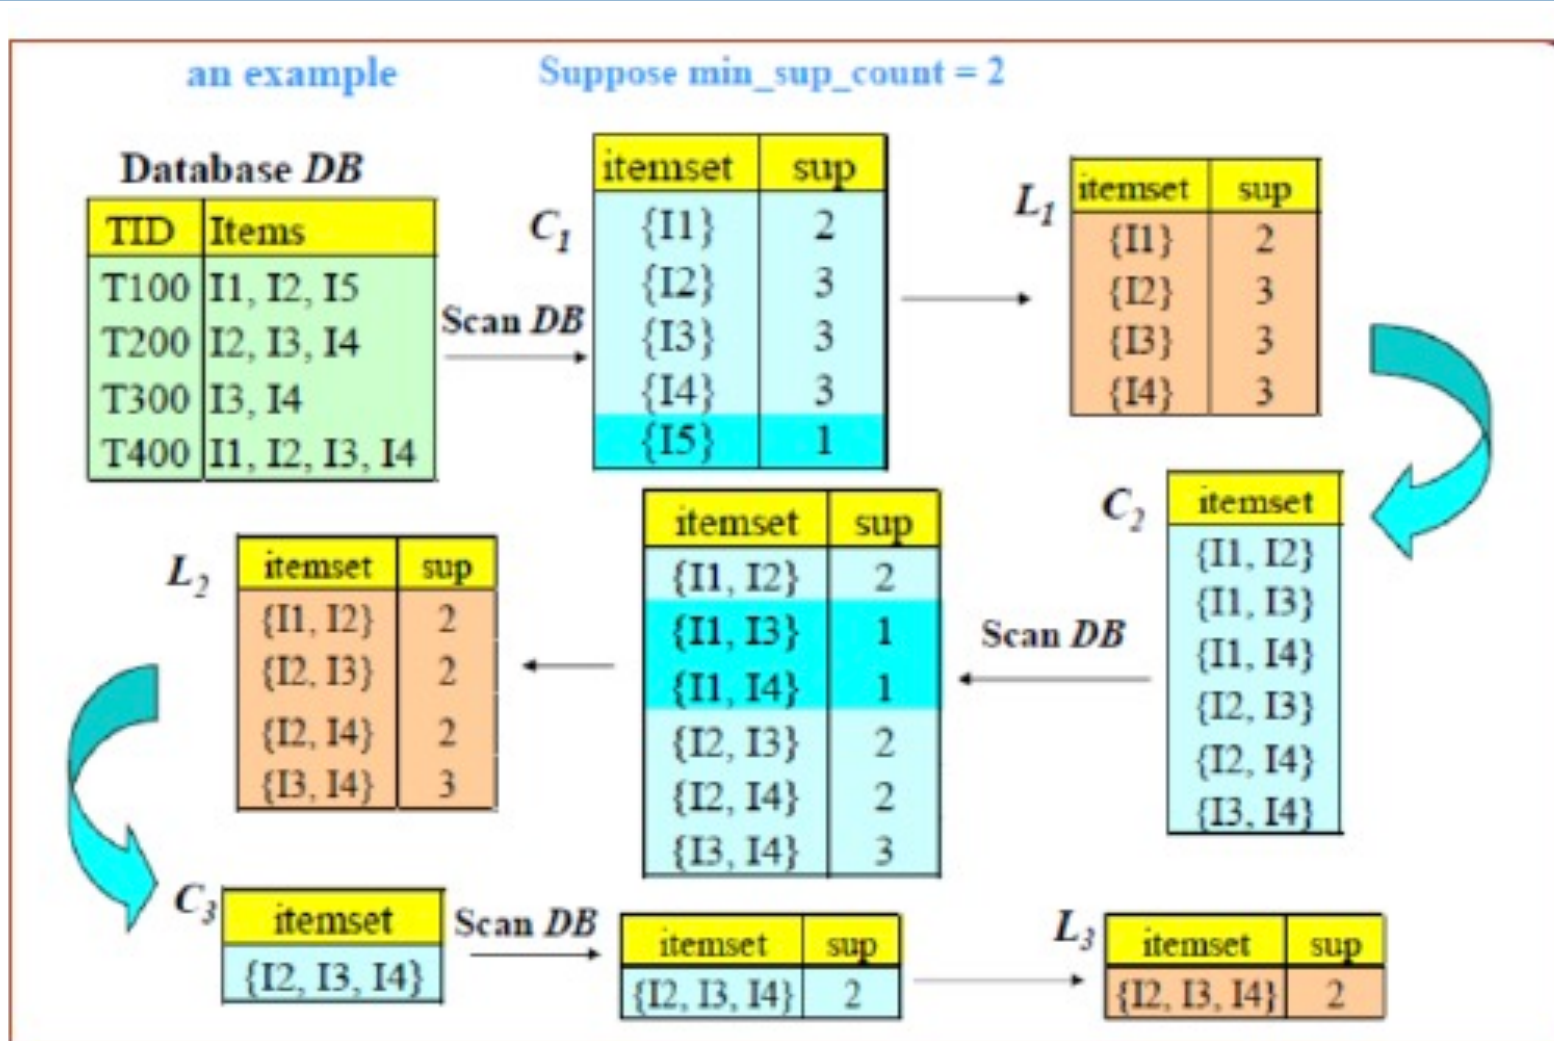 an example
Suppose min_sup_count = 2
Database DB
TID Items
T100 I1, I2, I5
T200 I2, I3, I4
T300 I3, I4
T400 I1, I2, I3, I4
Scan DB
C1
itemset sup
{I1} 2
{I2} 3
{I3} 3
{I4} 3
{I5} 1
L1
itemset sup
{I1} 2
{I2} 3
{I3} 3
{I4} 3
C2
itemset
{I1, I2}
{I1, I3}
{I1, I4}
{I2, I3}
{I2, I4}
{I3, I4}
Scan DB
itemset sup
{I1, I2} 2
{I1, I3} 1
{I1, I4} 1
{I2, I3} 2
{I2, I4} 2
{I3, I4} 3
L2
itemset sup
{I1, I2} 2
{I2, I3} 2
{I2, I4} 2
{I3, I4} 3
C3
itemset
{I2, I3, I4}
Scan DB
itemset sup
{I2, I3, I4} 2
L3
itemset sup
{I2, I3, I4} 2